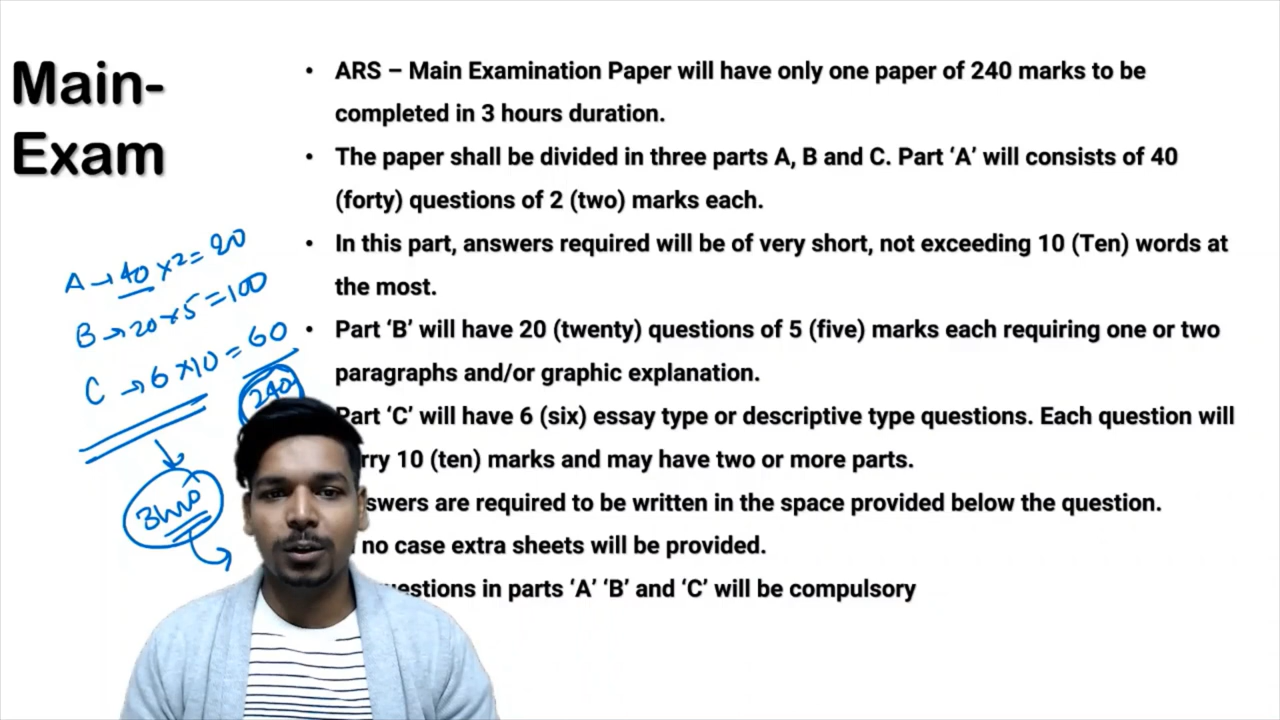 Main-
Exam
A → 40 × 2 = 20
B → 20 × 5 = 100
C → 6 × 10 = 60
240
3hrs
• ARS – Main Examination Paper will have only one paper of 240 marks to be
completed in 3 hours duration.
• The paper shall be divided in three parts A, B and C. Part ‘A’ will consists of 40
(forty) questions of 2 (two) marks each.
• In this part, answers required will be of very short, not exceeding 10 (Ten) words at
the most.
• Part ‘B’ will have 20 (twenty) questions of 5 (five) marks each requiring one or two
paragraphs and/or graphic explanation.
Part ‘C’ will have 6 (six) essay type or descriptive type questions. Each question will
rry 10 (ten) marks and may have two or more parts.
swers are required to be written in the space provided below the question.
no case extra sheets will be provided.
uestions in parts ‘A’ ‘B’ and ‘C’ will be compulsory